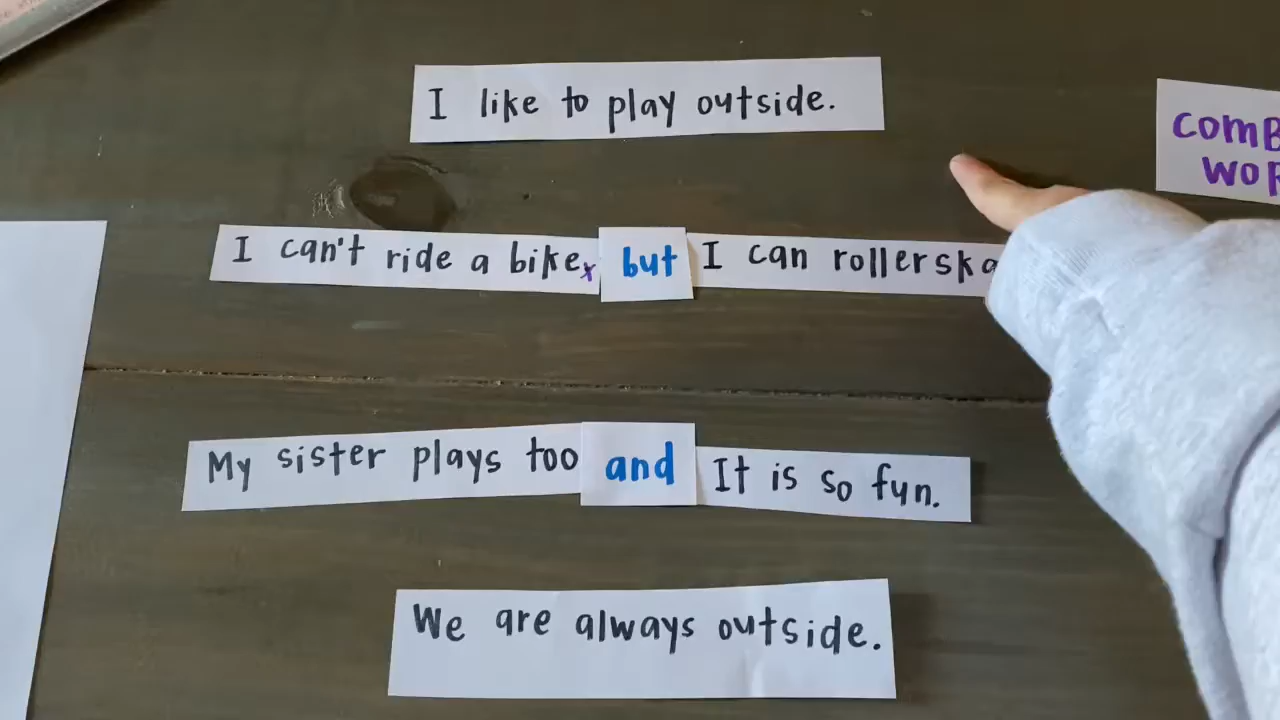 I like to play outside.
I can't ride a bike, but I can rollerska
My sister plays too and It is so fun.
We are always outside.
COMB
WOR